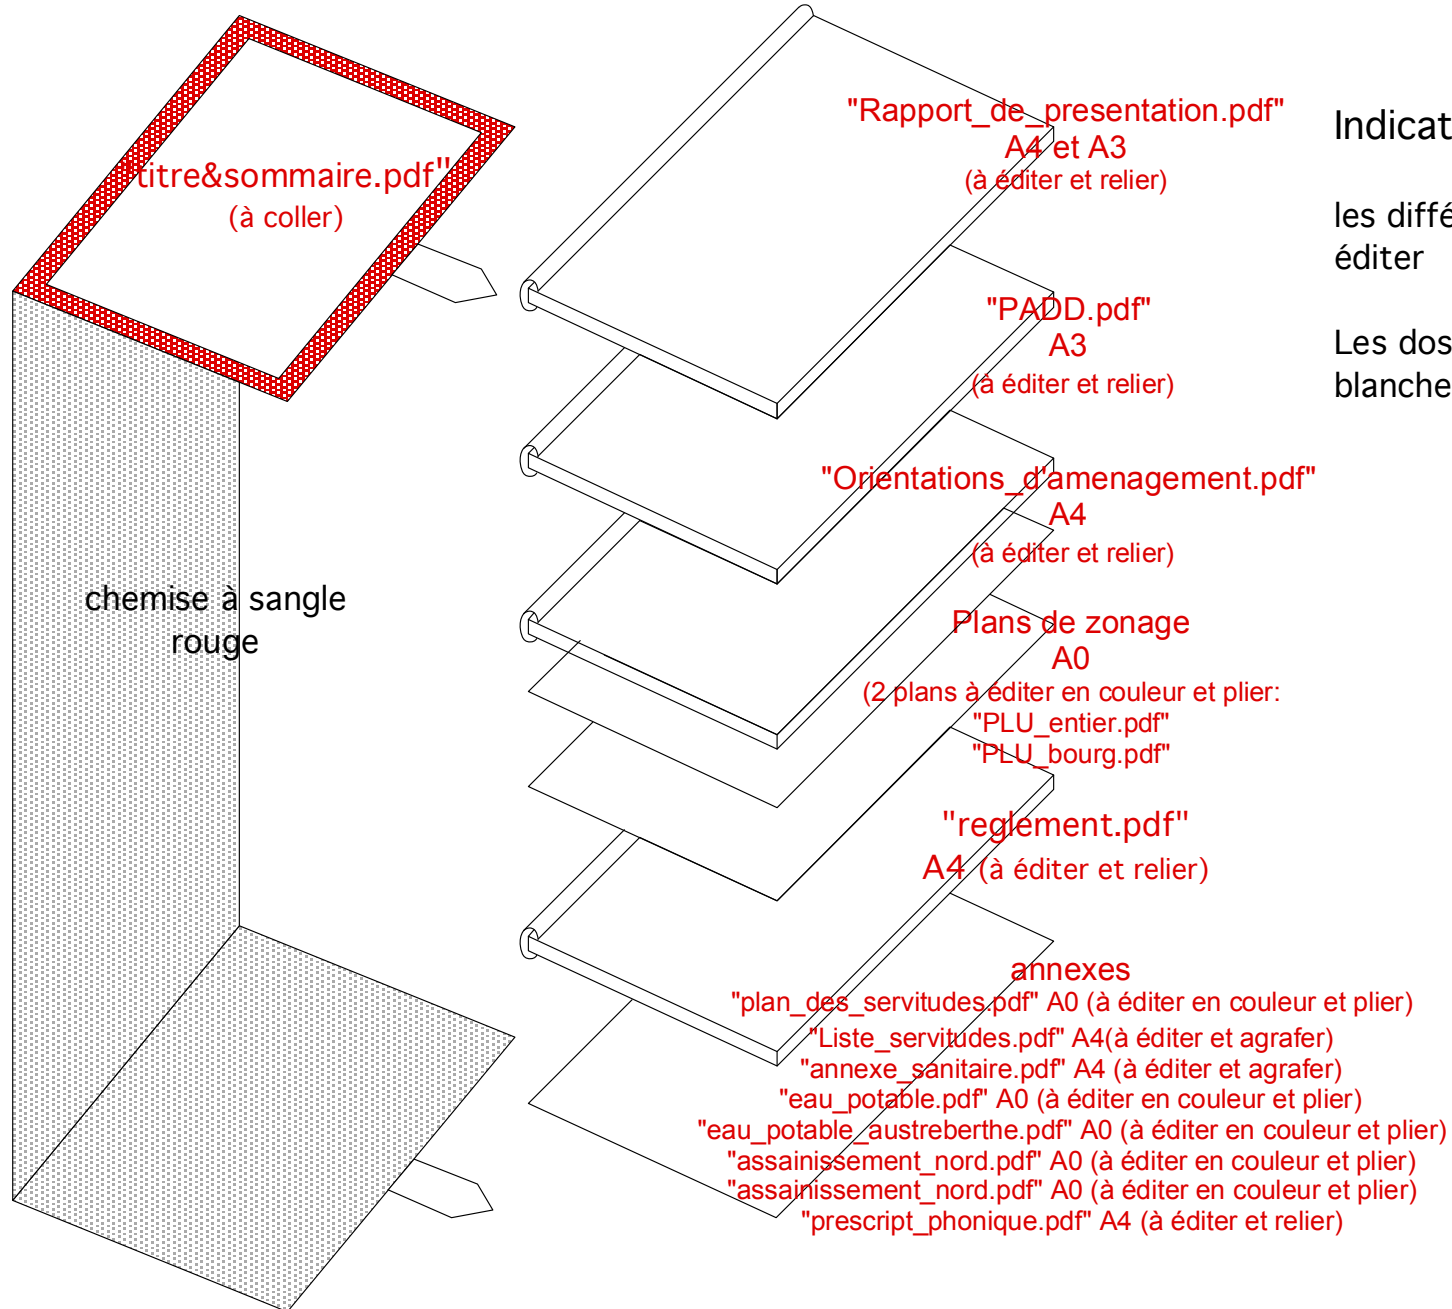 "titre&sommaire.pdf"
(à coller)
chemise à sangle
rouge
"Rapport_de_presentation.pdf"
A4 et A3
(à éditer et relier)
"PADD.pdf"
A3
(à éditer et relier)
"Orientations_d'amenagement.pdf"
A4
(à éditer et relier)
Plans de zonage
A0
(2 plans à éditer en couleur et plier:
"PLU_entier.pdf"
"PLU_bourg.pdf"
"reglement.pdf"
A4 (à éditer et relier)
annexes
"plan_des_servitudes.pdf" A0 (à éditer en couleur et plier)
"Liste_servitudes.pdf" A4(à éditer et agrafer)
"annexe_sanitaire.pdf" A4 (à éditer et agrafer)
"eau_potable.pdf" A0 (à éditer en couleur et plier)
"eau_potable_austreberthe.pdf" A0 (à éditer en couleur et plier)
"assainissement_nord.pdf" A0 (à éditer en couleur et plier)
"assainissement_nord.pdf" A0 (à éditer en couleur et plier)
"prescript_phonique.pdf" A4 (à éditer et relier)
Indicat
les diffé
éditer
Les dos
blanche